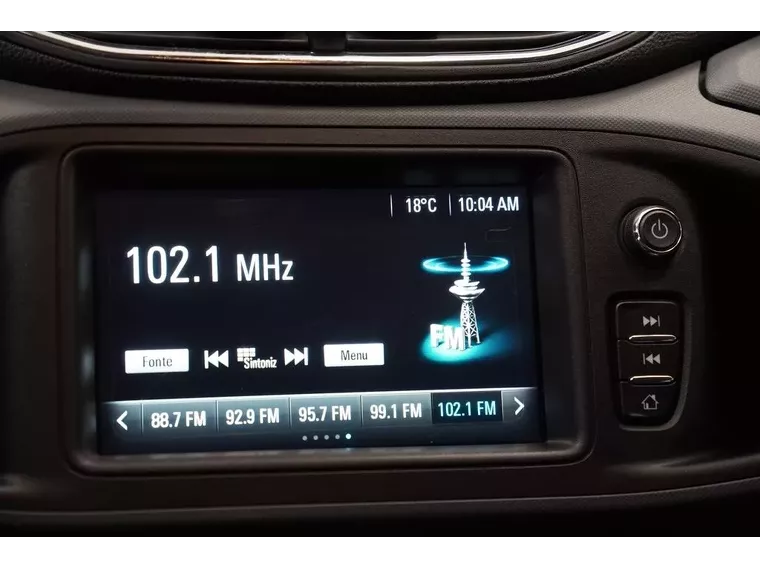 18°C 10:04 AM
102.1 MHz
FM
Fonte Sintoniz Menu
88.7 FM 92.9 FM 95.7 FM 99.1 FM 102.1 FM